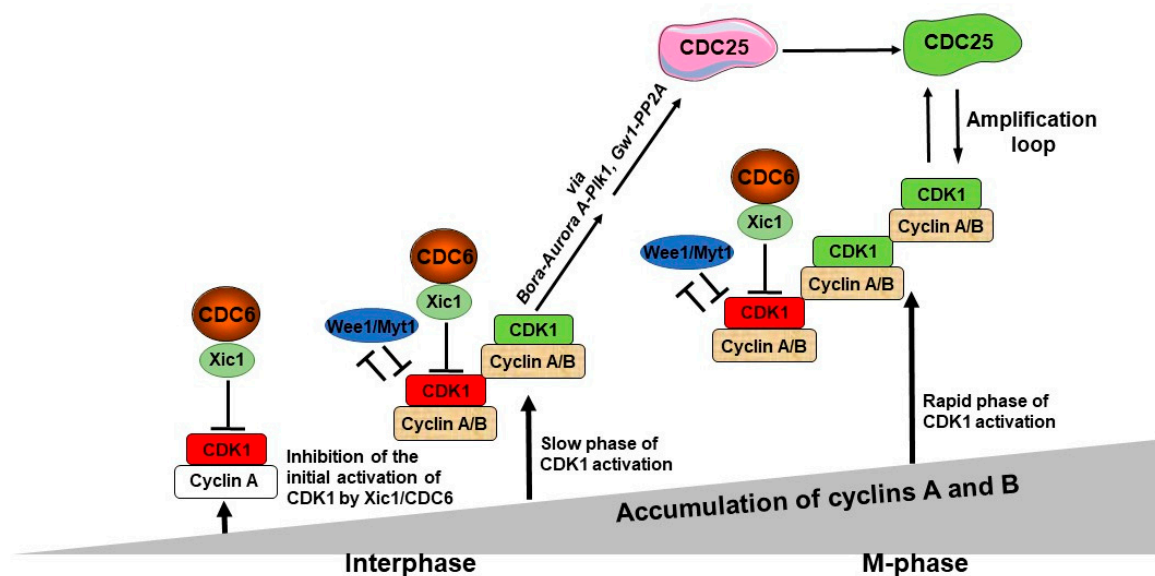 CDC25
CDC25
via
Bora-Aurora A-Plk1, Gw1-PP2A
Amplification
loop
CDC6
Xic1
CDK1
Cyclin A
Inhibition of the
initial activation of
CDK1 by Xic1/CDC6
CDC6
Xic1
Wee1/Myt1
CDK1
Cyclin A/B
CDK1
Cyclin A/B
Slow phase of
CDK1 activation
CDC6
Xic1
Wee1/Myt1
CDK1
Cyclin A/B
CDK1
Cyclin A/B
CDK1
Cyclin A/B
Rapid phase of
CDK1 activation
Accumulation of cyclins A and B
Interphase
M-phase